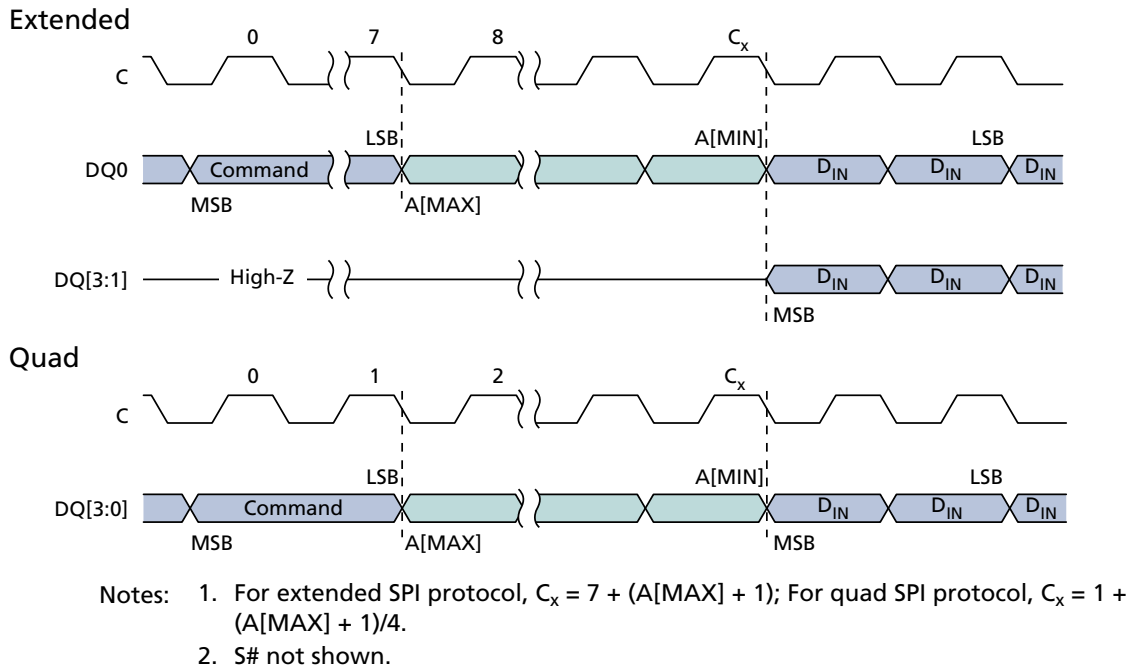 Extended
0 7 8 Cx
C
LSB A[MIN] LSB
DQ0 Command DIN DIN DIN
MSB A[MAX]
DQ[3:1] High-Z DIN DIN DIN
MSB
Quad
0 1 2 Cx
C
LSB A[MIN] LSB
DQ[3:0] Command DIN DIN DIN
MSB A[MAX] MSB
Notes: 1. For extended SPI protocol, Cx = 7 + (A[MAX] + 1); For quad SPI protocol, Cx = 1 +
(A[MAX] + 1)/4.
2. S# not shown.